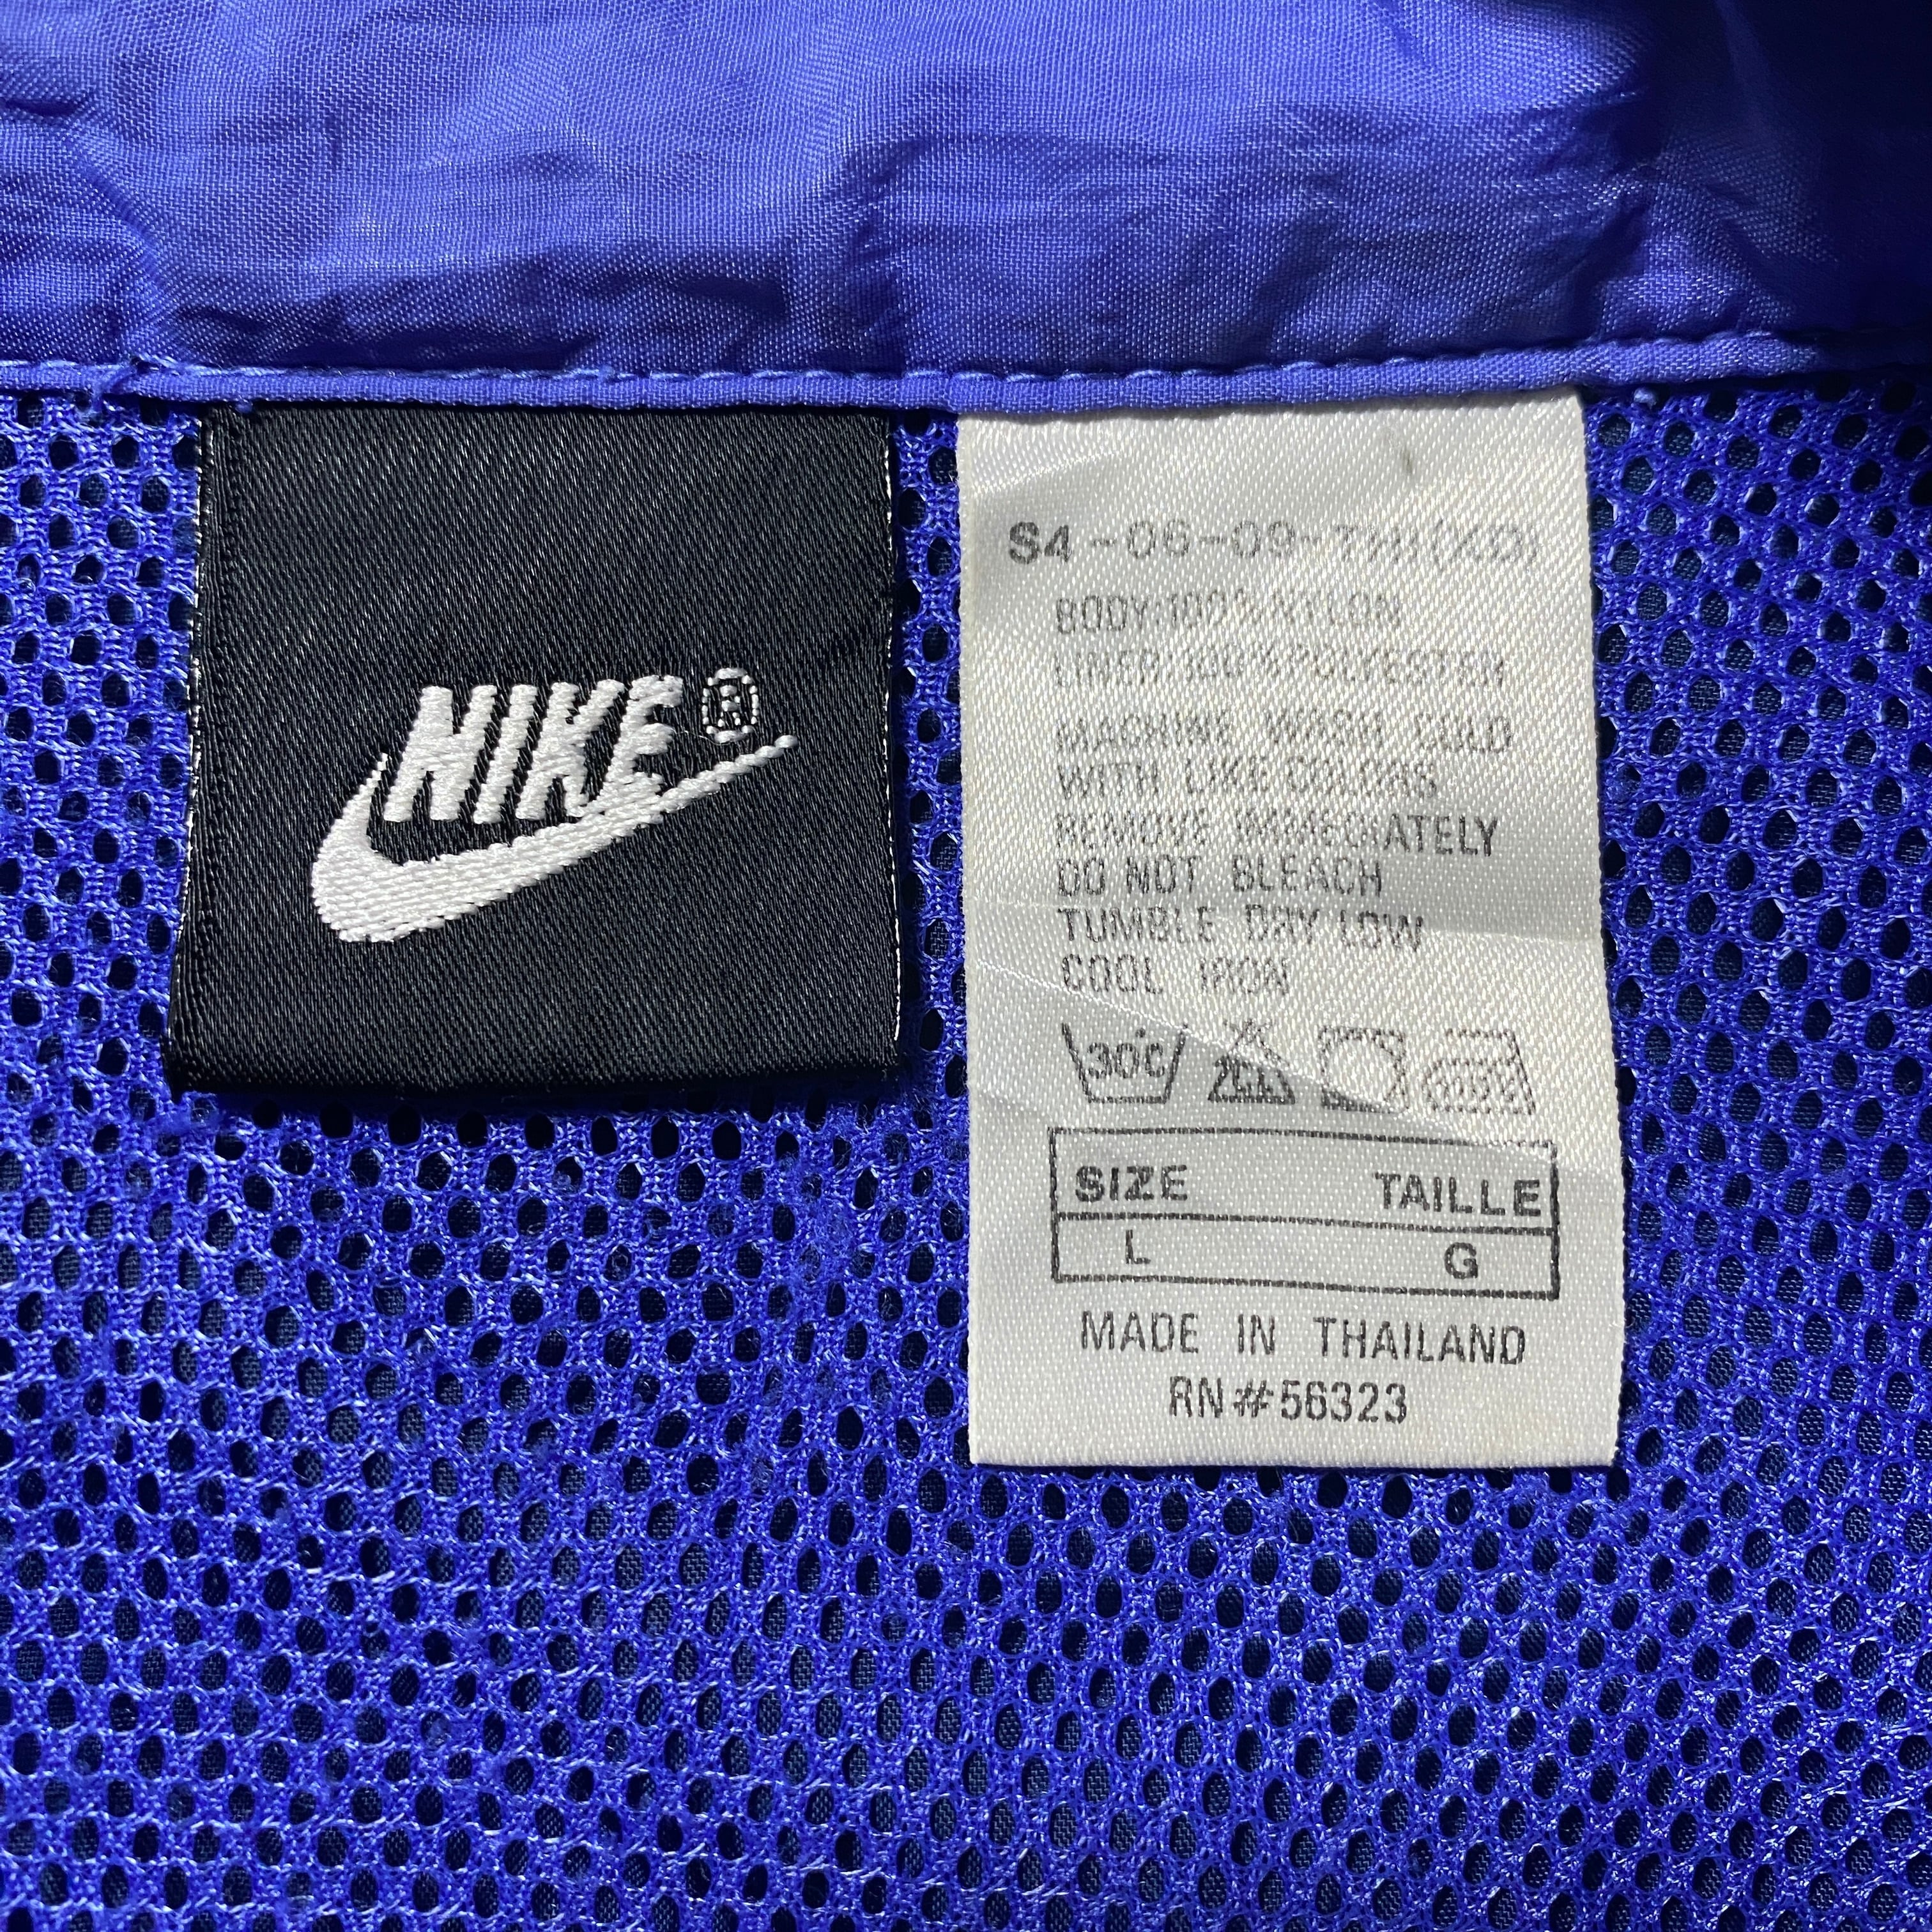 NIKE®
S4-06-09-THI(XD)
BODY:100% NYLON
LINER:100% POLYESTER
MACHINE WASH COLD
WITH LIKE COLORS
REMOVE IMMEDIATELY
DO NOT BLEACH
TUMBLE DRY LOW
COOL IRON
30°C
SIZE TAILLE
L G
MADE IN THAILAND
RN#56323